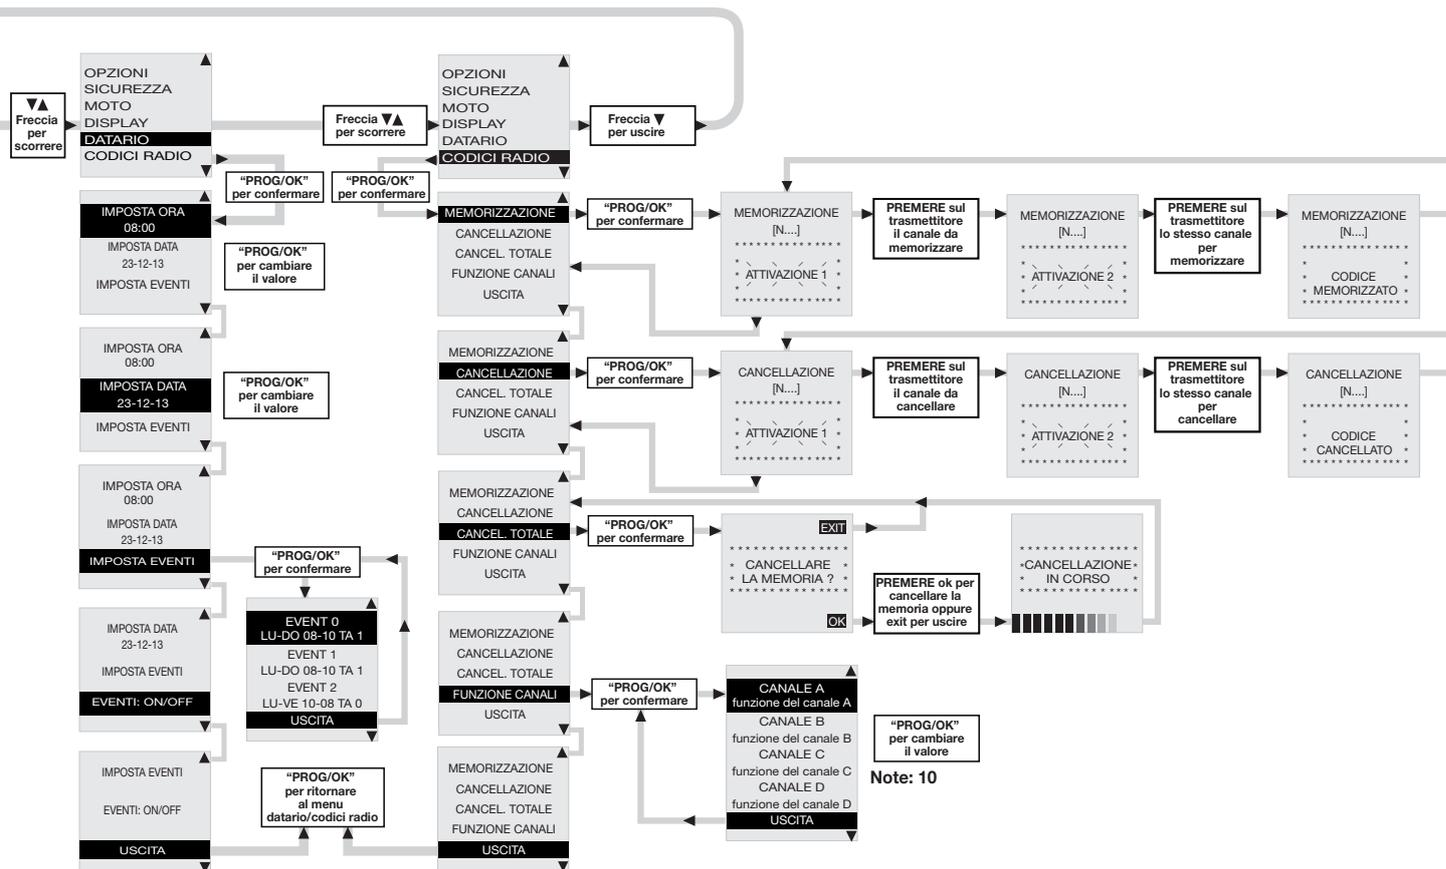 ▼▲
Freccia
per
scorrere
OPZIONI
SICUREZZA
MOTO
DISPLAY
DATARIO
CODICI RADIO
“PROG/OK”
per confermare
IMPOSTA ORA
08:00
IMPOSTA DATA
23-12-13
IMPOSTA EVENTI
“PROG/OK”
per cambiare
il valore
IMPOSTA ORA
08:00
IMPOSTA DATA
23-12-13
IMPOSTA EVENTI
“PROG/OK”
per cambiare
il valore
IMPOSTA ORA
08:00
IMPOSTA DATA
23-12-13
IMPOSTA EVENTI
“PROG/OK”
per confermare
EVENT 0
LU-DO 08-10 TA 1
EVENT 1
LU-DO 08-10 TA 1
EVENT 2
LU-VE 10-08 TA 0
USCITA
IMPOSTA DATA
23-12-13
IMPOSTA EVENTI
EVENTI: ON/OFF
IMPOSTA EVENTI
EVENTI: ON/OFF
USCITA
“PROG/OK”
per ritornare
al menu
datario/codici radio
Freccia ▼▲
per scorrere
OPZIONI
SICUREZZA
MOTO
DISPLAY
DATARIO
CODICI RADIO
Freccia ▼
per uscire
“PROG/OK”
per confermare
MEMORIZZAZIONE
CANCELLAZIONE
CANCEL. TOTALE
FUNZIONE CANALI
USCITA
“PROG/OK”
per confermare
MEMORIZZAZIONE
[N....]
ATTIVAZIONE 1
PREMERE sul
trasmettitore
il canale da
memorizzare
MEMORIZZAZIONE
[N....]
ATTIVAZIONE 2
PREMERE sul
trasmettitore
lo stesso canale
per
memorizzare
MEMORIZZAZIONE
[N....]
CODICE
MEMORIZZATO
MEMORIZZAZIONE
CANCELLAZIONE
CANCEL. TOTALE
FUNZIONE CANALI
USCITA
“PROG/OK”
per confermare
CANCELLAZIONE
[N....]
ATTIVAZIONE 1
PREMERE sul
trasmettitore
il canale da
cancellare
CANCELLAZIONE
[N....]
ATTIVAZIONE 2
PREMERE sul
trasmettitore
lo stesso canale
per
cancellare
CANCELLAZIONE
[N....]
CODICE
CANCELLATO
MEMORIZZAZIONE
CANCELLAZIONE
CANCEL. TOTALE
FUNZIONE CANALI
USCITA
“PROG/OK”
per confermare
EXIT
CANCELLARE
LA MEMORIA ?
OK
PREMERE ok per
cancellare la
memoria oppure
exit per uscire
CANCELLAZIONE
IN CORSO
MEMORIZZAZIONE
CANCELLAZIONE
CANCEL. TOTALE
FUNZIONE CANALI
USCITA
“PROG/OK”
per confermare
CANALE A
funzione del canale A
CANALE B
funzione del canale B
CANALE C
funzione del canale C
CANALE D
funzione del canale D
USCITA
“PROG/OK”
per cambiare
il valore
Note: 10
MEMORIZZAZIONE
CANCELLAZIONE
CANCEL. TOTALE
FUNZIONE CANALI
USCITA